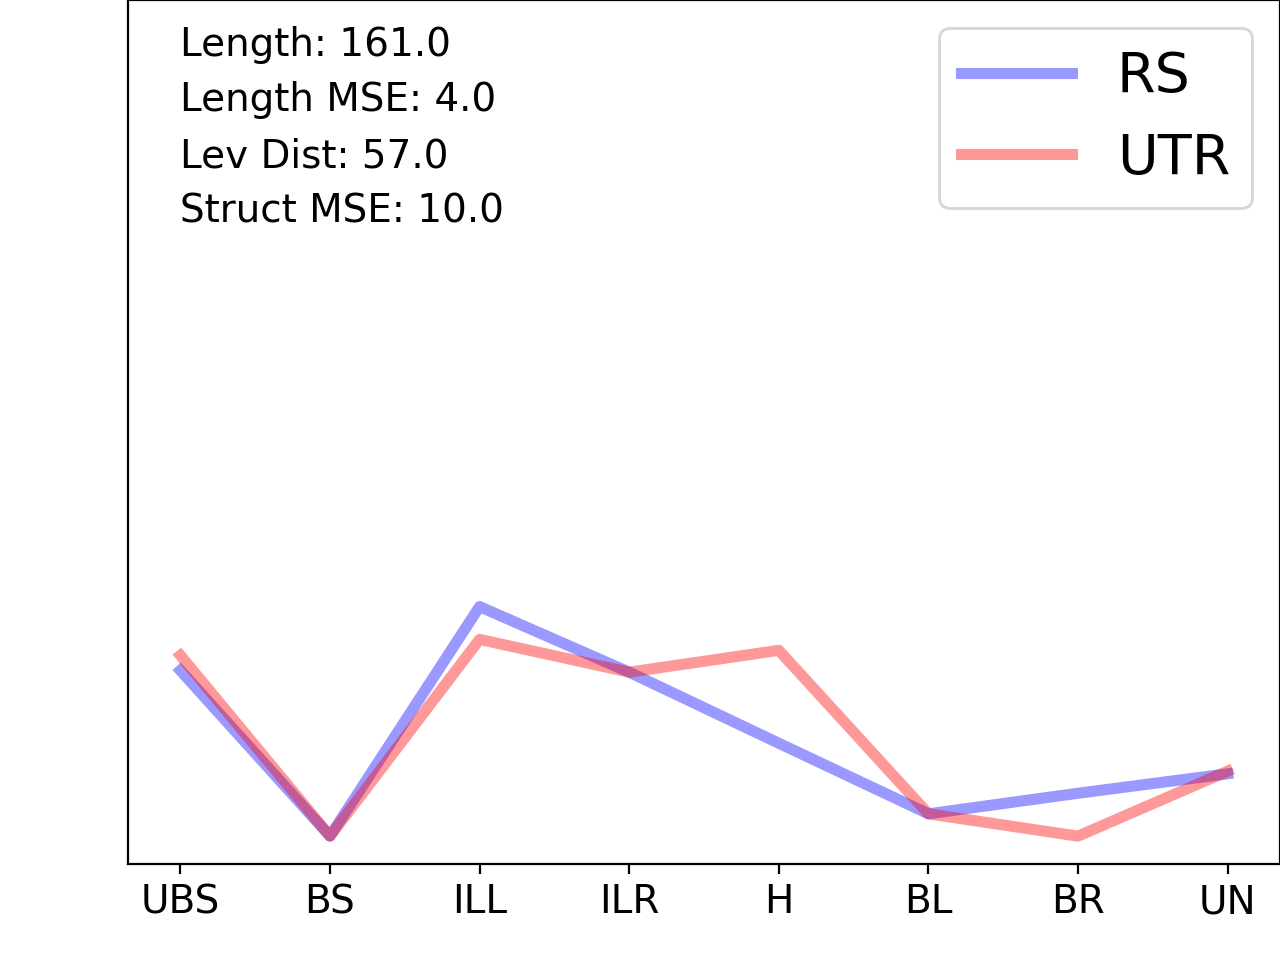 Length: 161.0
Length MSE: 4.0
Lev Dist: 57.0
Struct MSE: 10.0
RS
UTR
UBS BS ILL ILR H BL BR UN